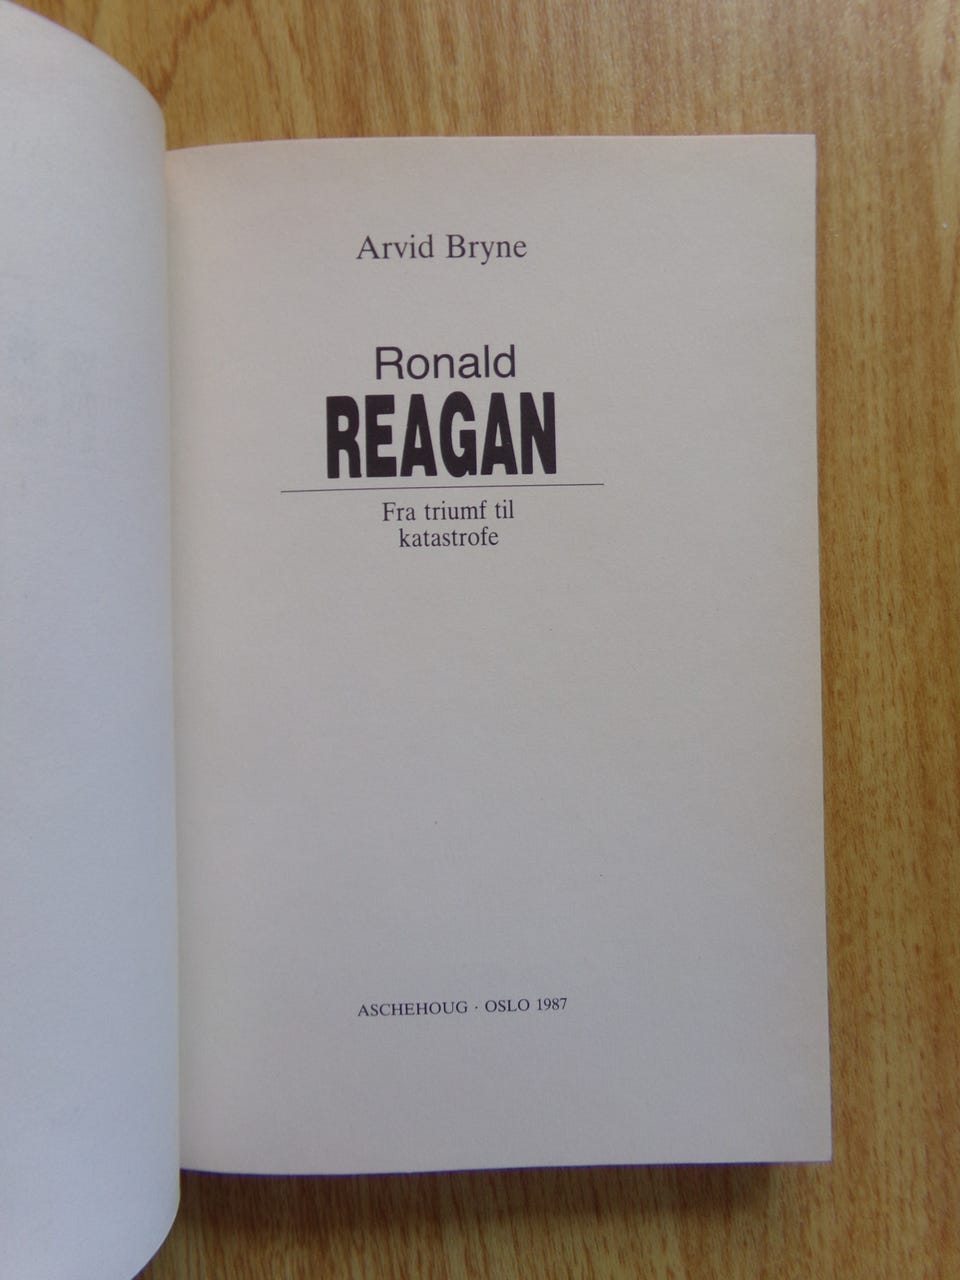 Arvid Bryne
Ronald
REAGAN
Fra triumf til
katastrofe
ASCHEHOUG · OSLO 1987